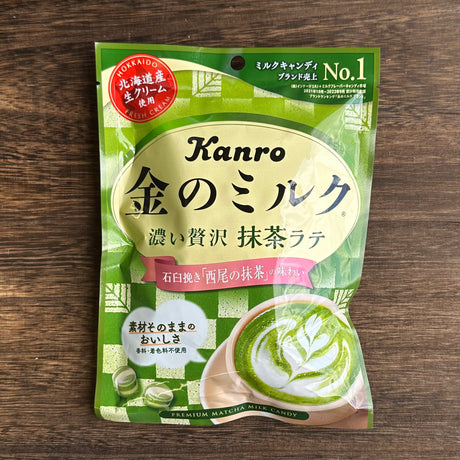 HOKKAIDO
北海道産
生クリーム
使用
FRESH CREAM
ミルクキャンディ
ブランド売上
No.1
Kanro
金のミルク
®
濃い贅沢 抹茶ラテ
石臼挽き「西尾の抹茶」の味わい
素材そのままの
おいしさ
香料・着色料不使用
PREMIUM MATCHA MILK CANDY